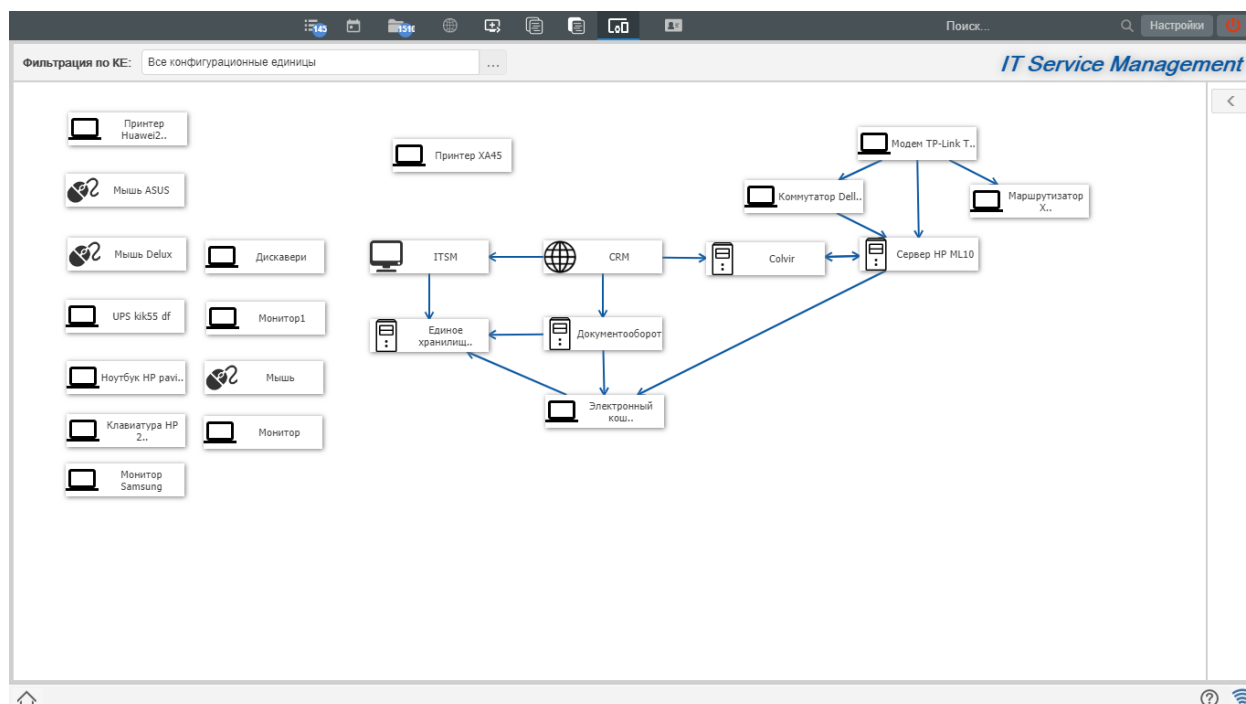 145
1516
Поиск...
Настройки
Фильтрация по КЕ:
Все конфигурационные единицы
...
IT Service Management
Принтер
Huawei2..
Принтер XA45
Модем TP-Link T..
Мышь ASUS
Коммутатор Dell..
Маршрутизатор
X..
Мышь Delux
Дискавери
ITSM
CRM
Colvir
Сервер HP ML10
UPS kik55 df
Монитор1
Единое
хранилищ..
Документооборот
Ноутбук HP pavi..
Мышь
Электронный
кош..
Клавиатура HP
2..
Монитор
Монитор
Samsung